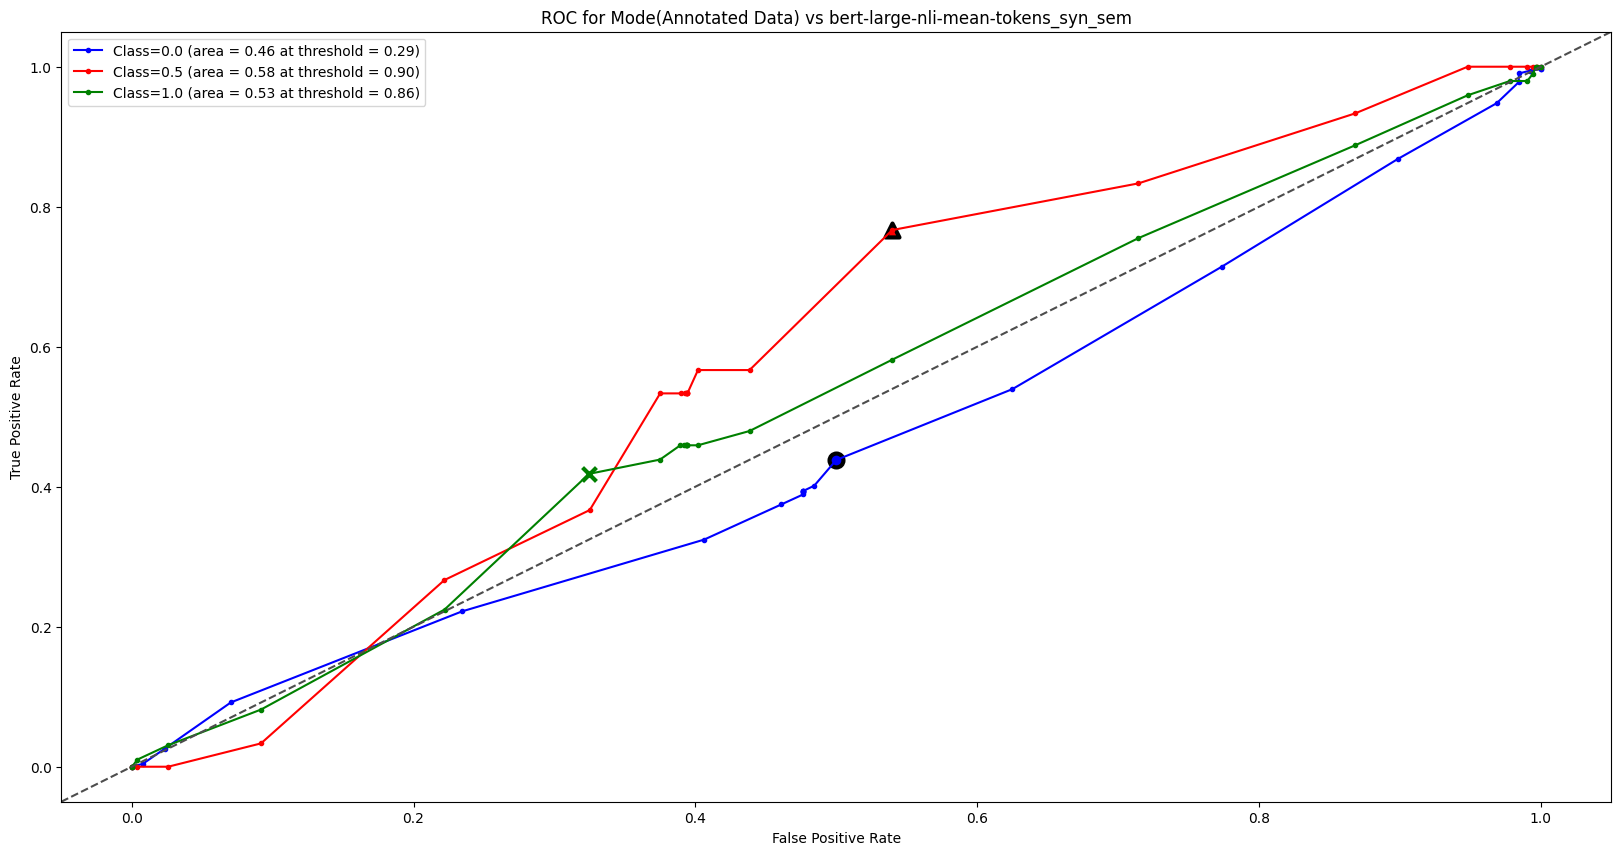 ROC for Mode(Annotated Data) vs bert-large-nli-mean-tokens_syn_sem
Class=0.0 (area = 0.46 at threshold = 0.29)
Class=0.5 (area = 0.58 at threshold = 0.90)
Class=1.0 (area = 0.53 at threshold = 0.86)
True Positive Rate
1.0
0.8
0.6
0.4
0.2
0.0
0.0 0.2 0.4 0.6 0.8 1.0
False Positive Rate